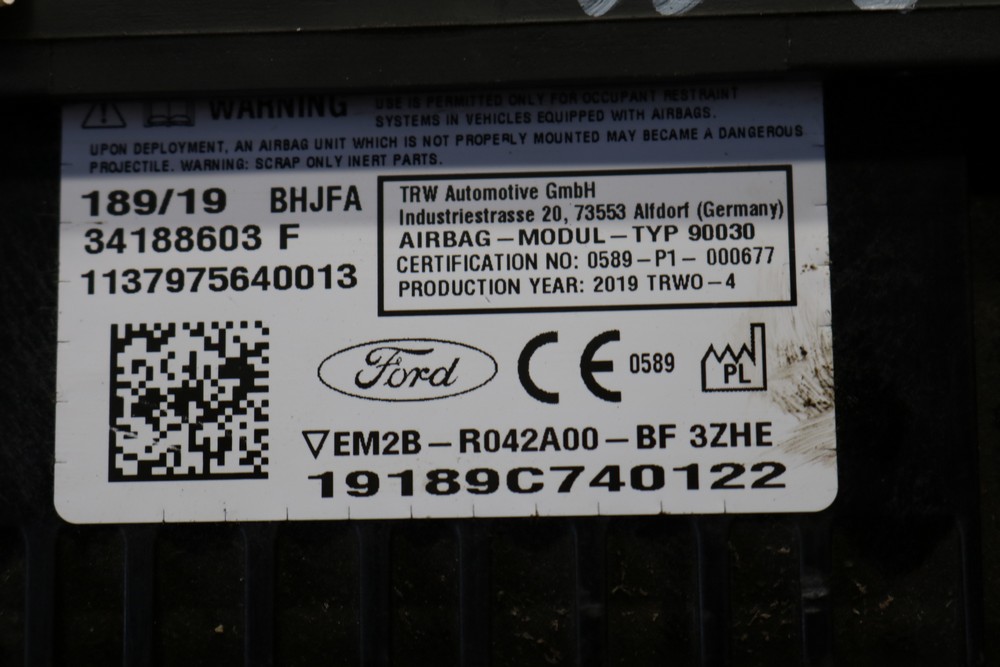 WARNING
USE IS PERMITTED ONLY FOR OCCUPANT RESTRAINT
SYSTEMS IN VEHICLES EQUIPPED WITH AIRBAGS.
UPON DEPLOYMENT, AN AIRBAG UNIT WHICH IS NOT PROPERLY MOUNTED MAY BECAME A DANGEROUS
PROJECTILE. WARNING: SCRAP ONLY INERT PARTS.
189/19 BHJFA
34188603 F
1137975640013
TRW Automotive GmbH
Industriestrasse 20, 73553 Alfdorf (Germany)
AIRBAG-MODUL-TYP 90030
CERTIFICATION NO: 0589-P1-000677
PRODUCTION YEAR: 2019 TRWO-4
Ford
CE 0589
PL
EM2B-R042A00-BF 3ZHE
19189C740122